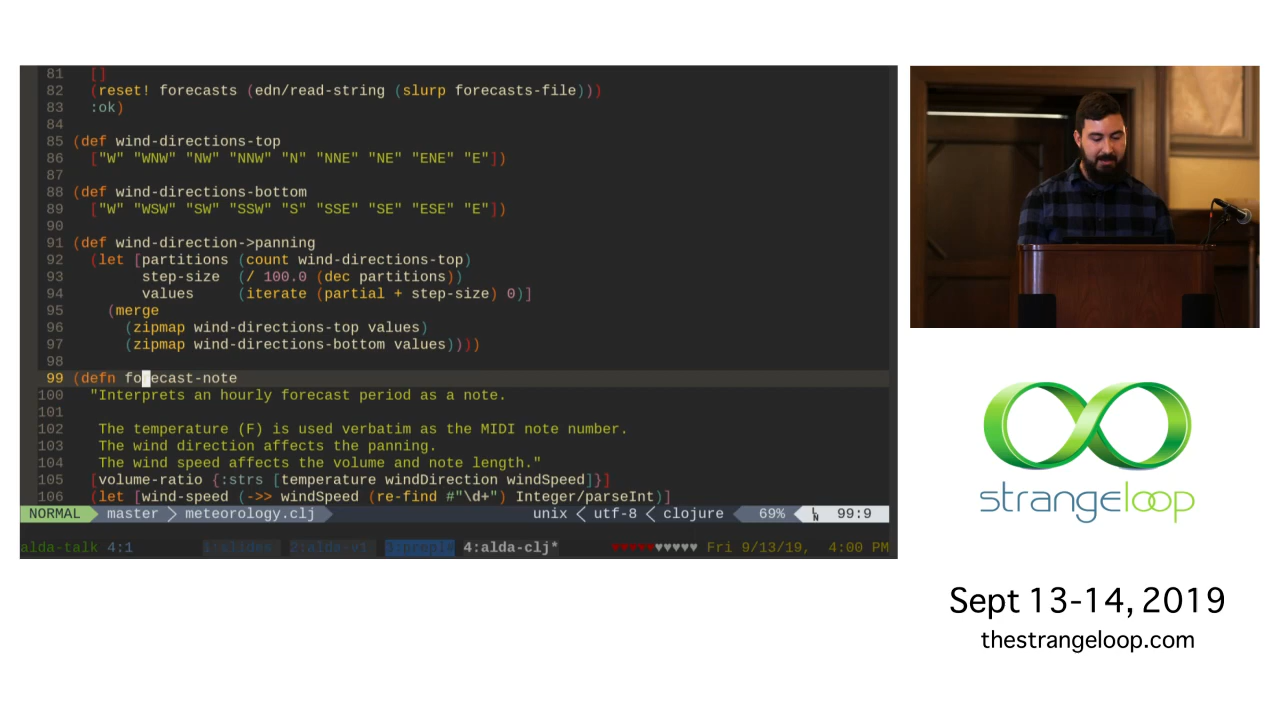 81   []
82   (reset! forecasts (edn/read-string (slurp forecasts-file)))
83   :ok)
84
85 (def wind-directions-top
86   ["W" "WNW" "NW" "NNW" "N" "NNE" "NE" "ENE" "E"])
87
88 (def wind-directions-bottom
89   ["W" "WSW" "SW" "SSW" "S" "SSE" "SE" "ESE" "E"])
90
91 (def wind-direction->panning
92   (let [partitions (count wind-directions-top)
93         step-size  (/ 100.0 (dec partitions))
94         values     (iterate (partial + step-size) 0)]
95     (merge
96       (zipmap wind-directions-top values)
97       (zipmap wind-directions-bottom values))))
98
99 (defn forecast-note
100   "Interprets an hourly forecast period as a note.
101
102    The temperature (F) is used verbatim as the MIDI note number.
103    The wind direction affects the panning.
104    The wind speed affects the volume and note length."
105   [volume-ratio {:strs [temperature windDirection windSpeed]}]
106   (let [wind-speed (->> windSpeed (re-find #"\d+") Integer/parseInt)]
NORMAL master meteorology.clj unix utf-8 clojure 69% LN 99:9
alda-talk 4:1 1:slides 2:alda-v1 4:alda-clj* ♥♥♥♥♥♥♥♥♥♥ Fri 9/13/19, 4:00 PM
strangeloop
Sept 13-14, 2019
thestrangeloop.com